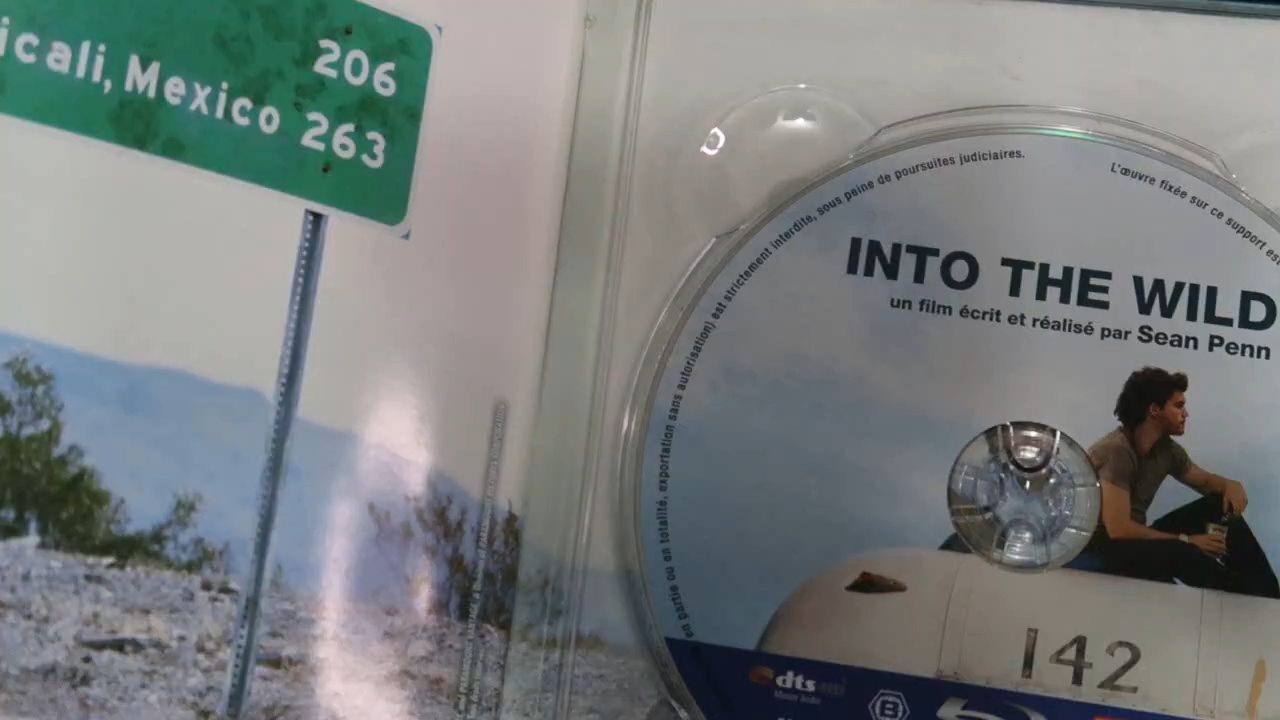 206
icali, Mexico 263
L'œuvre fixée sur ce support est
en partie ou en totalité, exportation sans autorisation) est strictement interdite, sous peine de poursuites judiciaires.
INTO THE WILD
un film écrit et réalisé par Sean Penn
142
dts
B